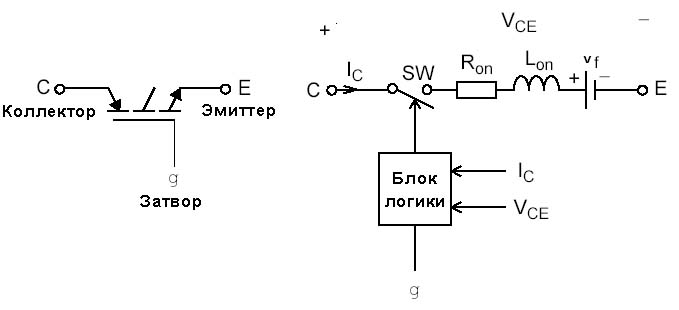 C
E
Коллектор
Эмиттер
g
Затвор
+
V_CE
−
I_C
SW
R_on
L_on
v_f
+
−
C
E
Блок
логики
I_C
V_CE
g